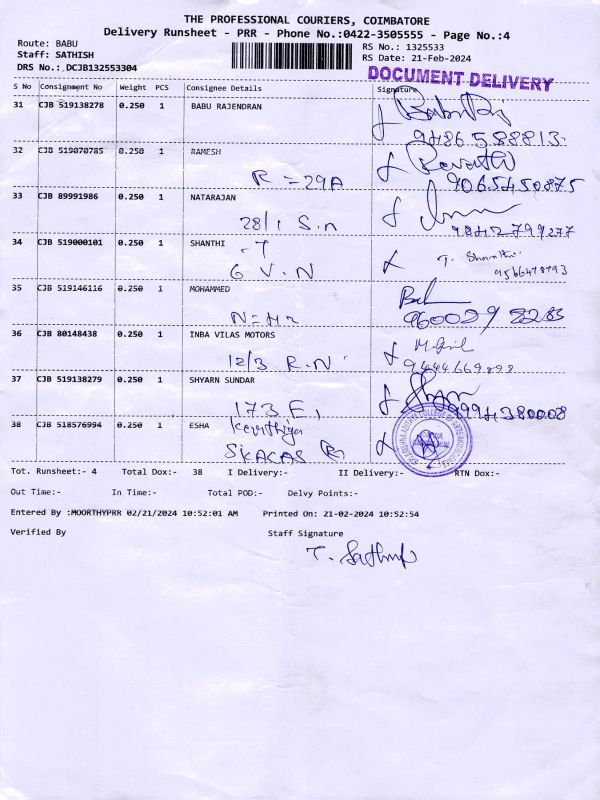 THE PROFESSIONAL COURIERS, COIMBATORE
Delivery Runsheet - PRR - Phone No.:0422-3505555 - Page No.:4
Route: BABU RS No.: 1325533
Staff: SATHISH RS Date: 21-Feb-2024
DRS No.: DCJB132553304
DOCUMENT DELIVERY
S No Consignment No Weight PCS Consignee Details Signature
31 CJB 519138278 0.250 1 BABU RAJENDRAN
9486588813
32 CJB 519070785 0.250 1 RAMESH Revathi
R = 29A 9065450875
33 CJB 89991986 0.250 1 NATARAJAN
28/1 S.n 9842799277
34 CJB 519000101 0.250 1 SHANTHI
G V.N
35 CJB 519146116 0.250 1 MOHAMMED
36 CJB 80148438 0.250 1 INBA VILAS MOTORS
12/3 R.N 9444669898
37 CJB 519138279 0.250 1 SHYARN SUNDAR
173 E,
38 CJB 518576994 0.250 1 ESHA
SKACAS
Tot. Runsheet:- 4 Total Dox:- 38 I Delivery:- II Delivery:- RTN Dox:-
Out Time:- In Time:- Total POD:- Delvy Points:-
Entered By :MOORTHYPRR 02/21/2024 10:52:01 AM Printed On: 21-02-2024 10:52:54
Verified By Staff Signature